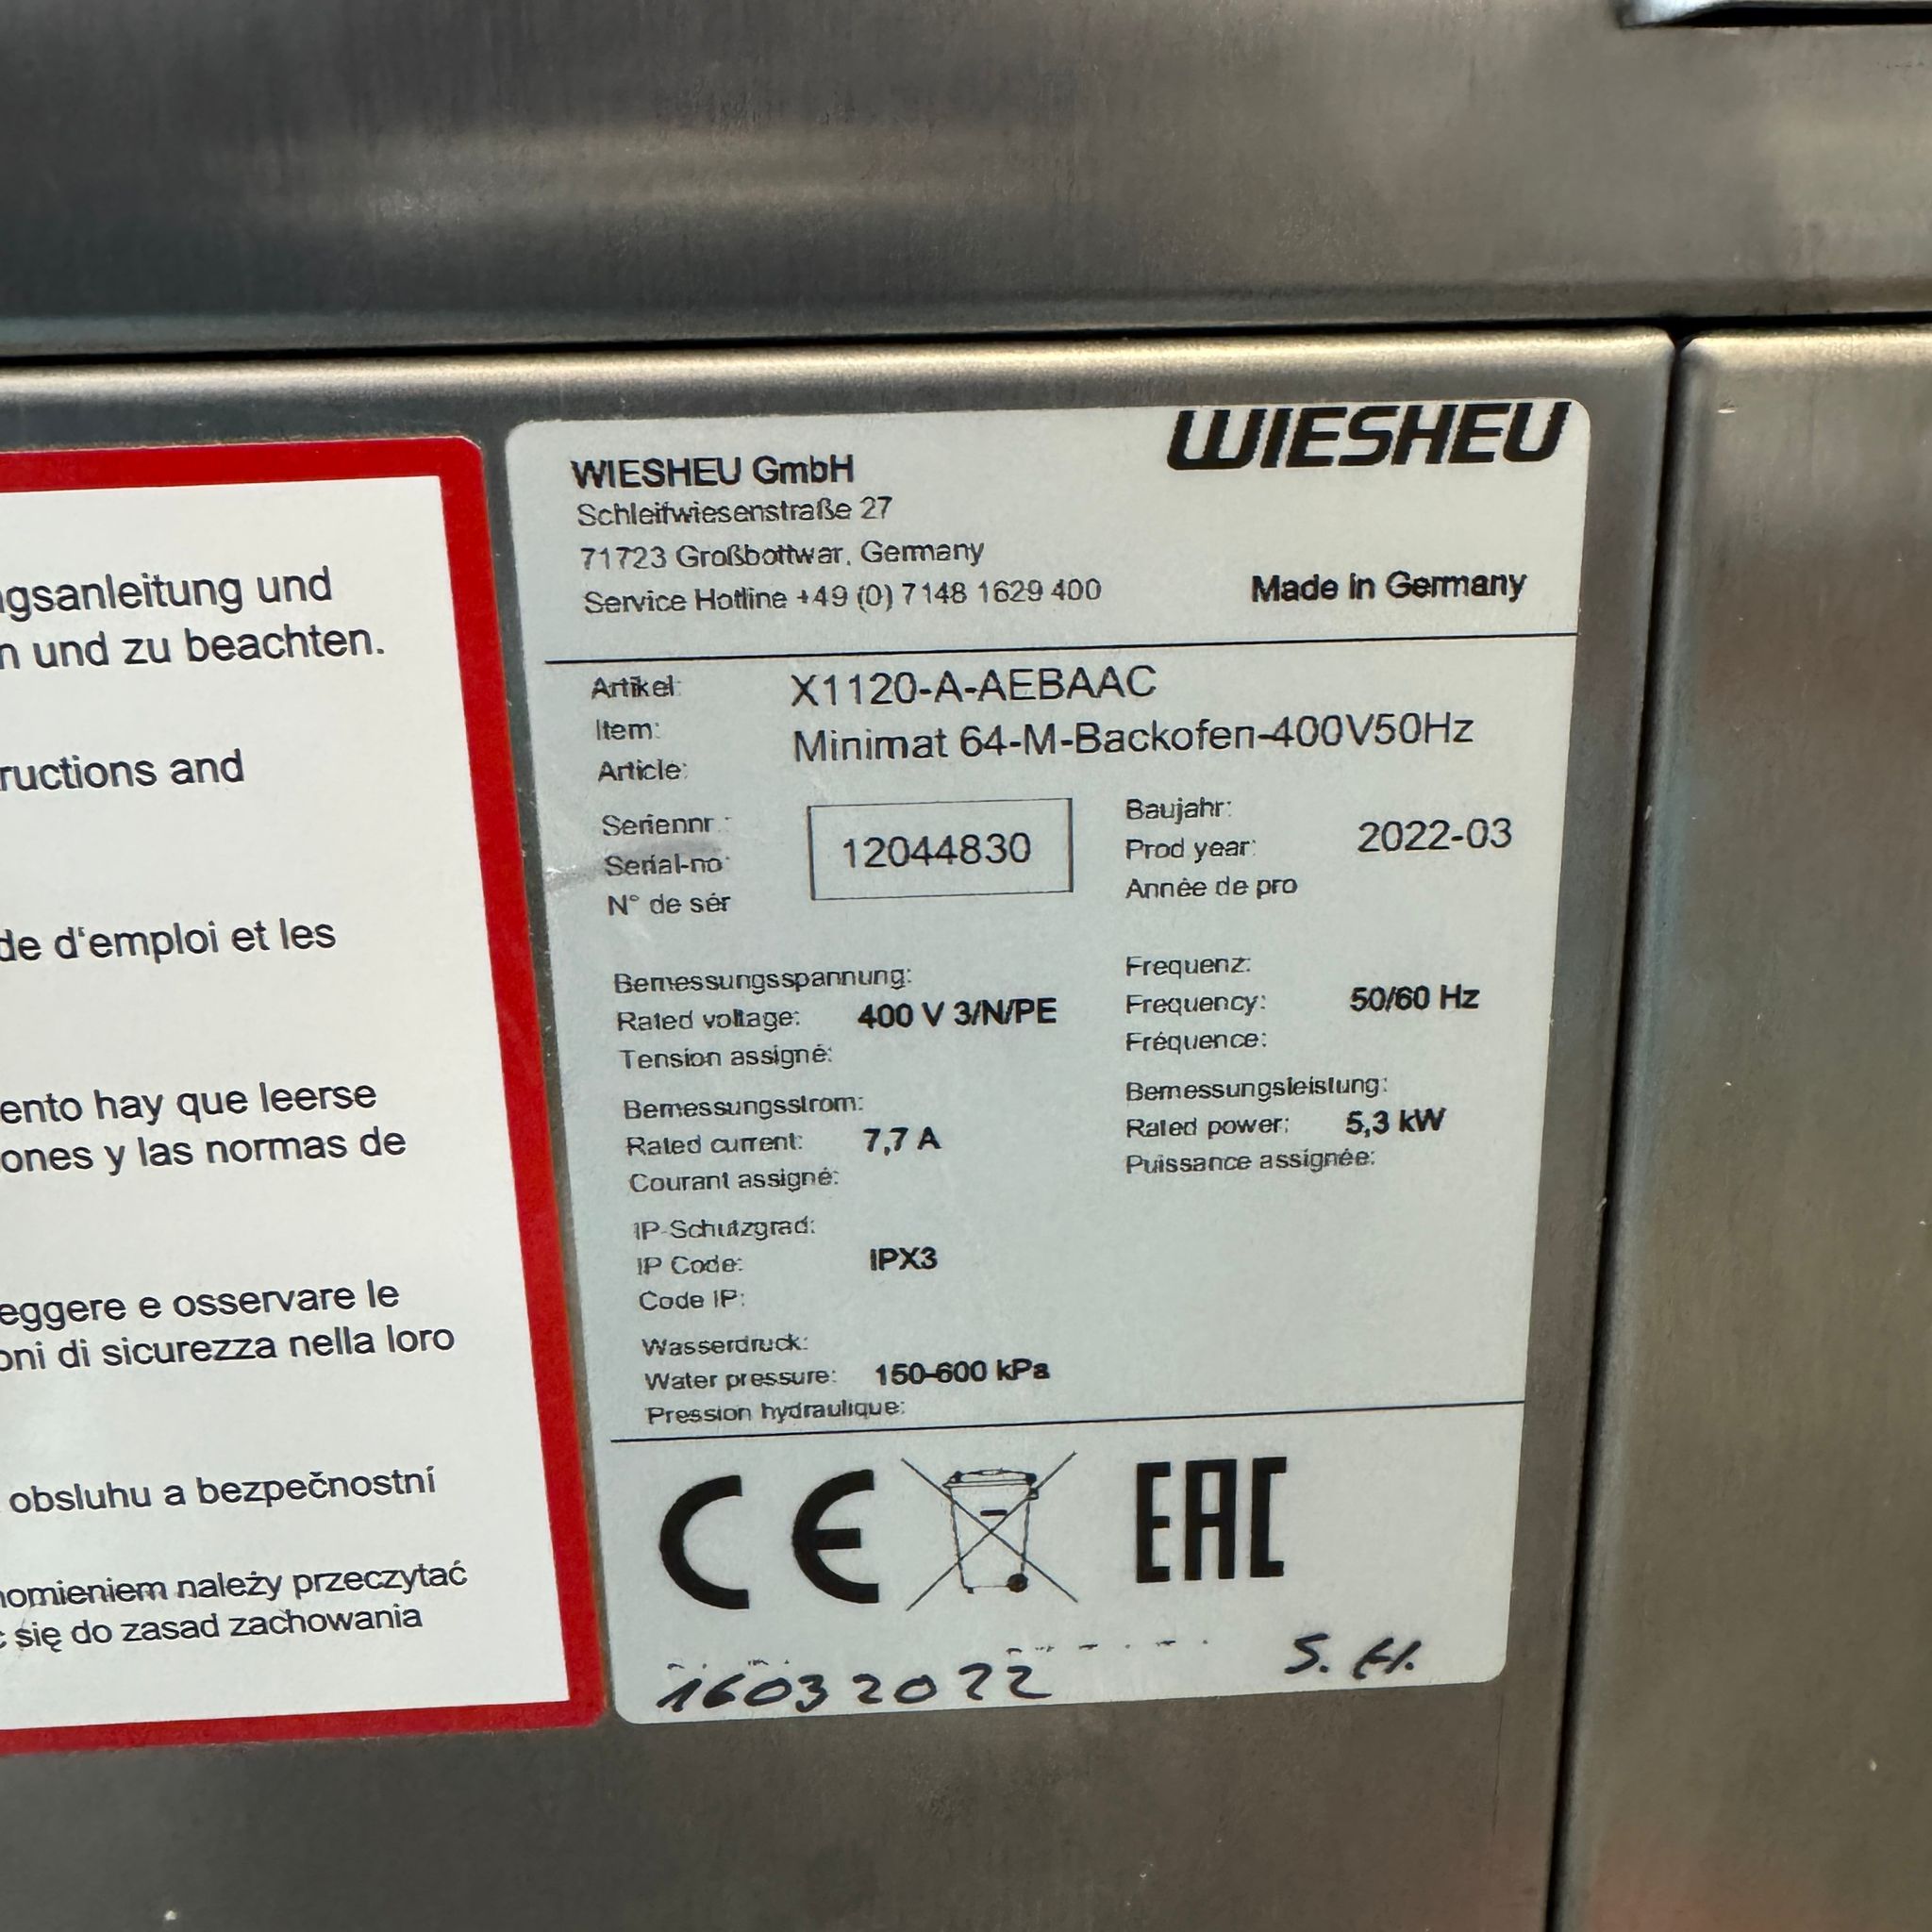 gsanleitung und
n und zu beachten.
ructions and
de d'emploi et les
ento hay que leerse
ones y las normas de
eggere e osservare le
oni di sicurezza nella loro
obsluhu a bezpečnostní
omieniem należy przeczytać
się do zasad zachowania
WIESHEU
WIESHEU GmbH
Schleifwiesenstraße 27
71723 Großbottwar, Germany
Service Hotline +49 (0) 7148 1629 400
Made in Germany
Artikel: X1120-A-AEBAAC
Item: Minimat 64-M-Backofen-400V50Hz
Article:
Seriennr.:
Serial-no: 12044830
N° de sér
Baujahr:
Prod year: 2022-03
Année de pro
Bemessungsspannung:
Rated voltage: 400 V 3/N/PE
Tension assigné:
Frequenz:
Frequency: 50/60 Hz
Fréquence:
Bemessungsstrom:
Rated current: 7,7 A
Courant assigné:
Bemessungsleistung:
Rated power: 5,3 kW
Puissance assignée:
IP-Schutzgrad:
IP Code: IPX3
Code IP:
Wasserdruck:
Water pressure: 150-600 kPa
Pression hydraulique:
CE EAC
16032022 S. H.